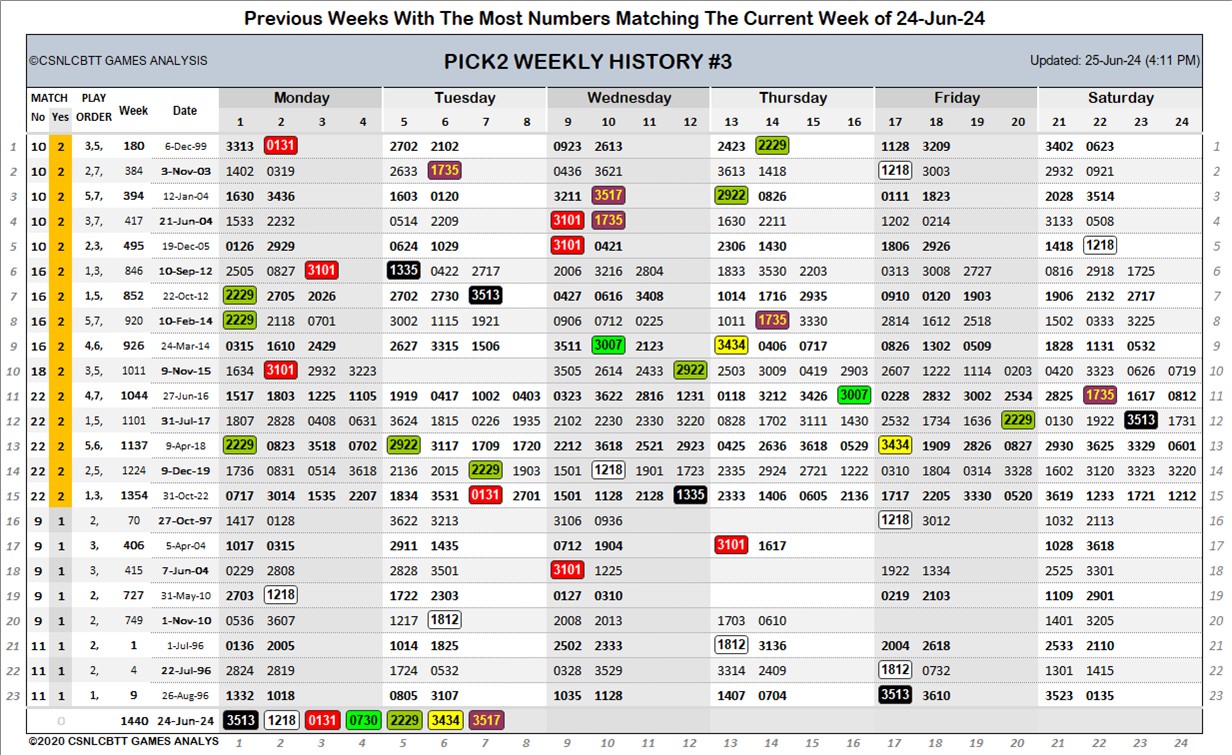 Previous Weeks With The Most Numbers Matching The Current Week of 24-Jun-24
©CSNLCBTT GAMES ANALYSIS PICK2 WEEKLY HISTORY #3 Updated: 25-Jun-24 (4:11 PM)
MATCH PLAY Week Date Monday Tuesday Wednesday Thursday Friday Saturday
No Yes ORDER 1 2 3 4 5 6 7 8 9 10 11 12 13 14 15 16 17 18 19 20 21 22 23 24
1 10 2 3,5, 180 6-Dec-99 3313 0131 2702 2102 0923 2613 2423 2229 1128 3209 3402 0623 1
2 10 2 2,7, 384 3-Nov-03 1402 0319 2633 1735 0436 3621 3613 1418 1218 3003 2932 0921 2
3 10 2 5,7, 394 12-Jan-04 1630 3436 1603 0120 3211 3517 2922 0826 0111 1823 2028 3514 3
4 10 2 3,7, 417 21-Jun-04 1533 2232 0514 2209 3101 1735 1630 2211 1202 0214 3133 0508 4
5 10 2 2,3, 495 19-Dec-05 0126 2929 0624 1029 3101 0421 2306 1430 1806 2926 1418 1218 5
6 16 2 1,3, 846 10-Sep-12 2505 0827 3101 1335 0422 2717 2006 3216 2804 1833 3530 2203 0313 3008 2727 0816 2918 1725 6
7 16 2 1,5, 852 22-Oct-12 2229 2705 2026 2702 2730 3513 0427 0616 3408 1014 1716 2935 0910 0120 1903 1906 2132 2717 7
8 16 2 5,7, 920 10-Feb-14 2229 2118 0701 3002 1115 1921 0906 0712 0225 1011 1735 3330 2814 1612 2518 1502 0333 3225 8
9 16 2 4,6, 926 24-Mar-14 0315 1610 2429 2627 3315 1506 3511 3007 2123 3434 0406 0717 0826 1302 0509 1828 1131 0532 9
10 18 2 3,5, 1011 9-Nov-15 1634 3101 2932 3223 3505 2614 2433 2922 2503 3009 0419 2903 2607 1222 1114 0203 0420 3323 0626 0719 10
11 22 2 4,7, 1044 27-Jun-16 1517 1803 1225 1105 1002 0417 1002 0403 0323 3622 2816 1231 0118 3212 3426 3007 0228 2832 3002 2534 2825 1735 1617 0812 11
12 22 2 1,5, 1101 31-Jul-17 1807 2828 0408 0631 3624 1815 0226 1935 2102 2230 2330 3220 0828 1702 3111 1430 2532 1734 1636 2229 0130 1922 3513 1731 12
13 22 2 5,6, 1137 9-Apr-18 2229 0823 3518 0702 2922 3117 1709 1720 2212 3618 2521 2923 0425 2636 3618 0529 3434 1909 2826 0827 2930 3625 3329 0601 13
14 22 2 2,5, 1224 9-Dec-19 1736 0831 0514 3618 2136 2015 2229 1903 1501 1218 1901 1723 2335 2924 2721 1222 0310 1804 0314 3328 1602 3120 3323 3220 14
15 22 2 1,3, 1354 31-Oct-22 0717 3014 1535 2207 1834 3531 0131 2701 1501 1128 2128 1335 2333 1406 0605 2136 1717 2205 3330 0520 3619 1233 1721 1212 15
16 9 1 2, 70 27-Oct-97 1417 0128 3622 3213 3106 0936 1218 3012 1032 2113 16
17 9 1 3, 406 5-Apr-04 1017 0315 2911 1435 0712 1904 3101 1617 1028 3618 17
18 9 1 3, 415 7-Jun-04 0229 2808 2828 3501 3101 1225 1922 1334 2525 3301 18
19 9 1 2, 727 31-May-10 2703 1218 1722 2303 0127 0310 0219 2103 1109 2901 19
20 9 1 2, 749 1-Nov-10 0536 3607 1217 1812 2008 2013 1703 0610 1401 3205 20
21 11 1 2, 1 1-Jul-96 0136 2005 1014 1825 2502 2333 1812 3136 2004 2618 2533 2110 21
22 11 1 2, 4 22-Jul-96 2824 2819 1724 0532 0328 3529 3314 2409 1812 0732 1301 1415 22
23 11 1 1, 9 26-Aug-96 1332 1018 0805 3107 1035 1128 1407 0704 3513 3610 3523 0135 23
0 1440 24-Jun-24 3513 1218 0131 0730 2229 3434 3517
©2020 CSNLCBTT GAMES ANALYS 1 2 3 4 5 6 7 8 9 10 11 12 13 14 15 16 17 18 19 20 21 22 23 24